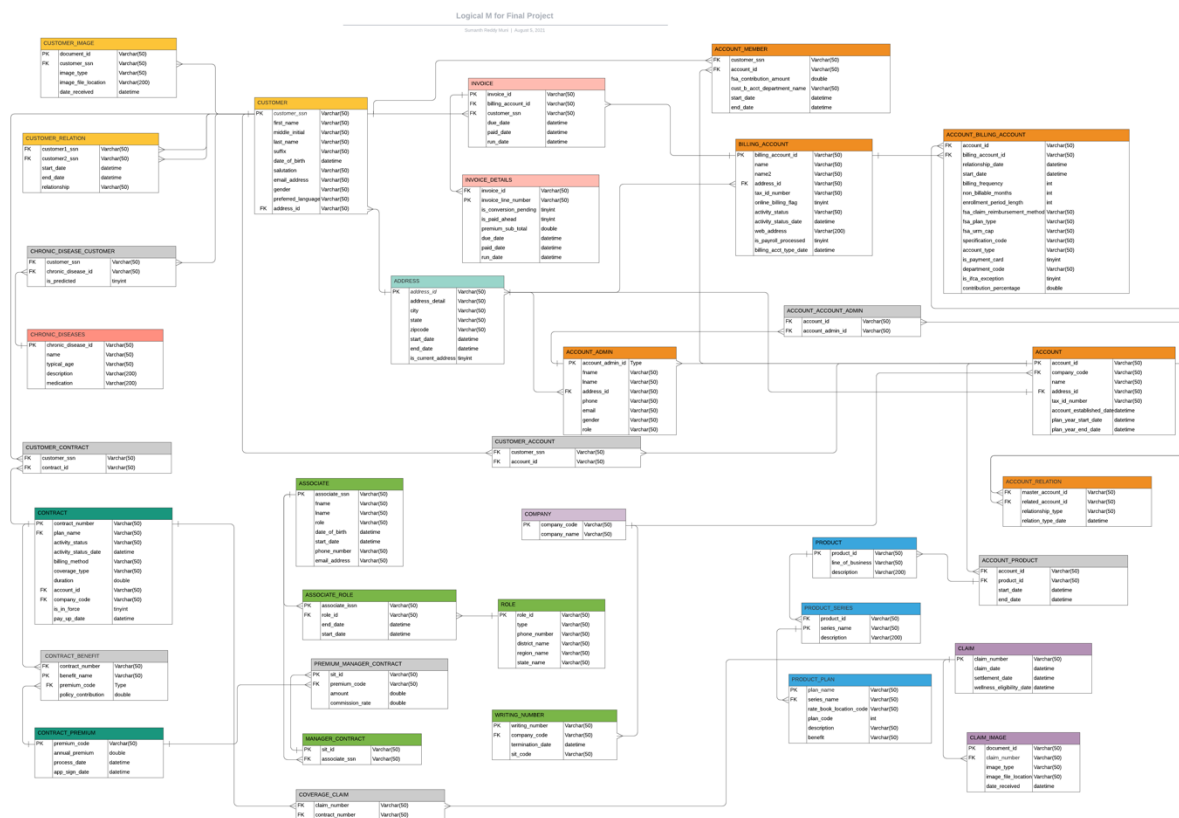 Logical M for Final Project
CUSTOMER_IMAGE
PK document_id Varchar(50)
PK customer_ssn Varchar(50)
image_type Varchar(50)
image_file_location Varchar(200)
date_received datetime
CUSTOMER_RELATION
FK customer1_ssn Varchar(50)
FK customer2_ssn Varchar(50)
start_date datetime
end_date datetime
relationship Varchar(50)
CUSTOMER
PK customer_ssn Varchar(50)
first_name Varchar(50)
middle_initial Varchar(50)
last_name Varchar(50)
suffix Varchar(50)
date_of_birth datetime
salutation Varchar(50)
email_address Varchar(50)
gender Varchar(50)
preferred_language Varchar(50)
FK address_id Varchar(50)
INVOICE
PK invoice_id Varchar(50)
FK billing_account_id Varchar(50)
FK customer_ssn Varchar(50)
due_date datetime
paid_date datetime
run_date datetime
INVOICE_DETAILS
FK invoice_id Varchar(50)
PK invoice_line_number Varchar(50)
is_conversion_pending tinyint
is_paid_ahead tinyint
premium_sub_total double
due_date datetime
paid_date datetime
run_date datetime
ACCOUNT_MEMBER
FK customer_ssn Varchar(50)
FK account_id Varchar(50)
fsa_contribution_amount double
cust_b_acct_department_name Varchar(50)
start_date datetime
end_date datetime
BILLING_ACCOUNT
PK billing_account_id Varchar(50)
name Varchar(50)
name2 Varchar(50)
FK address_id Varchar(50)
tax_id_number Varchar(50)
online_billing_flag tinyint
activity_status Varchar(50)
activity_status_date datetime
web_address Varchar(200)
is_payroll_processed tinyint
billing_acct_type_date datetime
ACCOUNT_BILLING_ACCOUNT
FK account_id Varchar(50)
FK billing_account_id Varchar(50)
relationship_date datetime
start_date datetime
billing_frequency int
non_billable_months int
enrollment_period_length int
hsa_claim_reimbursement_method Varchar(50)
fsa_plan_type Varchar(50)
fsa_urm_cap Varchar(50)
specification_code Varchar(50)
account_type Varchar(50)
is_payment_card tinyint
department_code Varchar(50)
is_ifca_exception tinyint
contribution_percentage double
CHRONIC_DISEASE_CUSTOMER
FK customer_ssn Varchar(50)
FK chronic_disease_id Varchar(50)
is_predicted tinyint
CHRONIC_DISEASES
PK chronic_disease_id Varchar(50)
name Varchar(50)
typical_age Varchar(50)
description Varchar(200)
medication Varchar(200)
ADDRESS
PK address_id Varchar(50)
address_detail Varchar(50)
city Varchar(50)
state Varchar(50)
zipcode Varchar(50)
start_date datetime
end_date datetime
is_current_address tinyint
ACCOUNT_ACCOUNT_ADMIN
FK account_id Varchar(50)
FK account_admin_id Varchar(50)
ACCOUNT_ADMIN
PK account_admin_id Type
fname Varchar(50)
lname Varchar(50)
FK address_id Varchar(50)
phone Varchar(50)
email Varchar(50)
gender Varchar(50)
role Varchar(50)
ACCOUNT
PK account_id Varchar(50)
FK company_code Varchar(50)
name Varchar(50)
FK address_id Varchar(50)
tax_id_number Varchar(50)
account_established_date datetime
plan_year_start_date datetime
plan_year_end_date datetime
CUSTOMER_CONTRACT
FK customer_ssn Varchar(50)
FK contract_id Varchar(50)
CUSTOMER_ACCOUNT
FK customer_ssn Varchar(50)
FK account_id Varchar(50)
ACCOUNT_RELATION
FK master_account_id Varchar(50)
FK related_account_id Varchar(50)
relationship_type Varchar(50)
relation_type_date datetime
CONTRACT
PK contract_number Varchar(50)
FK plan_name Varchar(50)
activity_status Varchar(50)
activity_status_date datetime
billing_method Varchar(50)
coverage_type Varchar(50)
duration double
FK account_id Varchar(50)
FK company_code Varchar(50)
is_in_force tinyint
pay_up_date datetime
ASSOCIATE
PK associate_ssn Varchar(50)
fname Varchar(50)
lname Varchar(50)
role Varchar(50)
date_of_birth datetime
start_date datetime
phone_number Varchar(50)
email_address Varchar(50)
COMPANY
PK company_code Varchar(50)
company_name Varchar(50)
PRODUCT
PK product_id Varchar(50)
line_of_business Varchar(50)
description Varchar(200)
ACCOUNT_PRODUCT
FK account_id Varchar(50)
FK product_id Varchar(50)
start_date datetime
end_date datetime
ASSOCIATE_ROLE
FK associate_ssn Varchar(50)
FK role_id Varchar(50)
end_date datetime
start_date datetime
ROLE
PK role_id Varchar(50)
type Varchar(50)
phone_number Varchar(50)
district_name Varchar(50)
region_name Varchar(50)
state_name Varchar(50)
PRODUCT_SERIES
FK product_id Varchar(50)
PK series_name Varchar(50)
description Varchar(200)
CONTRACT_BENEFIT
FK contract_number Varchar(50)
PK benefit_name Varchar(50)
FK premium_code Type
policy_contribution double
PREMIUM_MANAGER_CONTRACT
FK sit_id Varchar(50)
FK premium_code Varchar(50)
amount double
commission_rate double
PRODUCT_PLAN
PK plan_name Varchar(50)
FK series_name Varchar(50)
rate_book_location_code Varchar(50)
plan_code int
description Varchar(50)
benefit Varchar(50)
CLAIM
PK claim_number Varchar(50)
claim_date datetime
settlement_date datetime
wellness_eligibility_date datetime
CONTRACT_PREMIUM
PK premium_code Varchar(50)
annual_premium double
process_date datetime
app_sign_date datetime
MANAGER_CONTRACT
PK sit_id Varchar(50)
FK associate_ssn Varchar(50)
WRITING_NUMBER
PK writing_number Varchar(50)
FK company_code Varchar(50)
termination_date datetime
sit_code Varchar(50)
CLAIM_IMAGE
PK document_id Varchar(50)
FK claim_number Varchar(50)
image_type Varchar(50)
image_file_location Varchar(50)
date_received datetime
COVERAGE_CLAIM
FK claim_number Varchar(50)
FK contract_number Varchar(50)